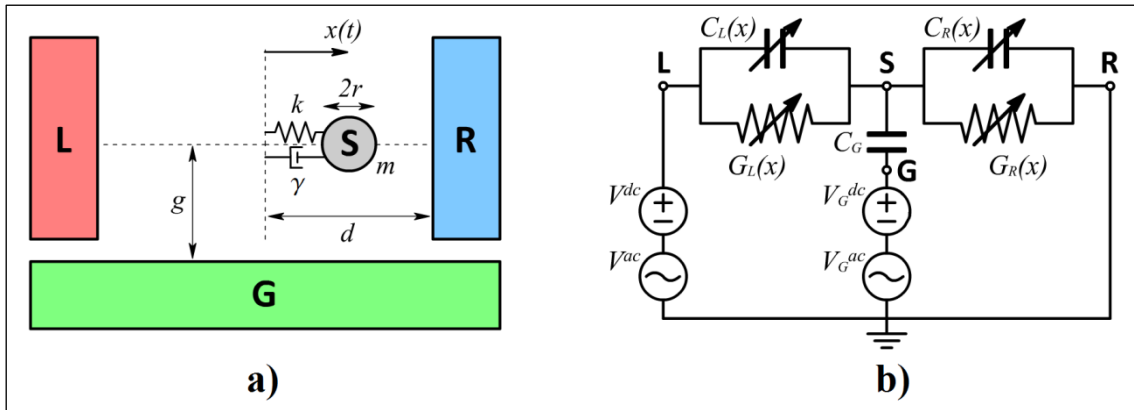 x(t)
2r
k
L
S
R
m
γ
g
d
G
a)
C_L(x)
C_R(x)
L
S
R
C_G
G_L(x)
G
G_R(x)
V^dc
V_G^dc
V^ac
V_G^ac
b)